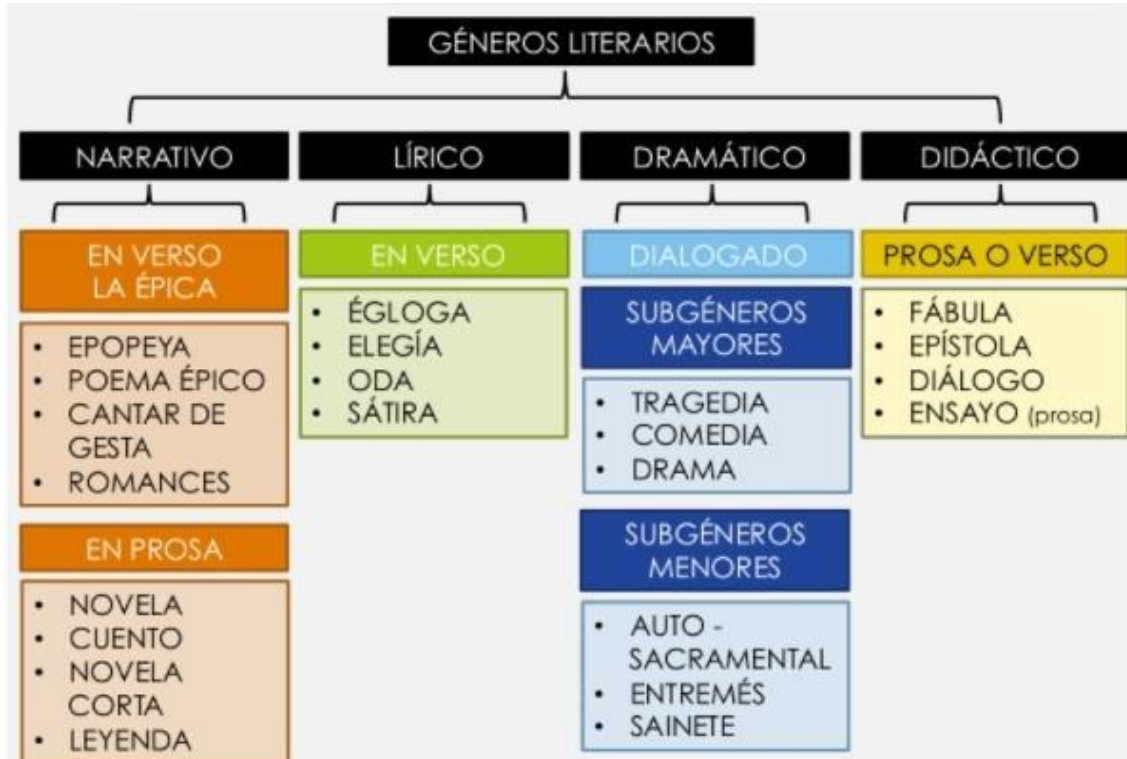 GÉNEROS LITERARIOS
NARRATIVO
EN VERSO
LA ÉPICA
• EPOPEYA
• POEMA ÉPICO
• CANTAR DE
GESTA
• ROMANCES
EN PROSA
• NOVELA
• CUENTO
• NOVELA
CORTA
• LEYENDA
LÍRICO
EN VERSO
• ÉGLOGA
• ELEGÍA
• ODA
• SÁTIRA
DRAMÁTICO
DIALOGADO
SUBGÉNEROS
MAYORES
• TRAGEDIA
• COMEDIA
• DRAMA
SUBGÉNEROS
MENORES
• AUTO -
SACRAMENTAL
• ENTREMÉS
• SAINETE
DIDÁCTICO
PROSA O VERSO
• FÁBULA
• EPÍSTOLA
• DIÁLOGO
• ENSAYO (prosa)